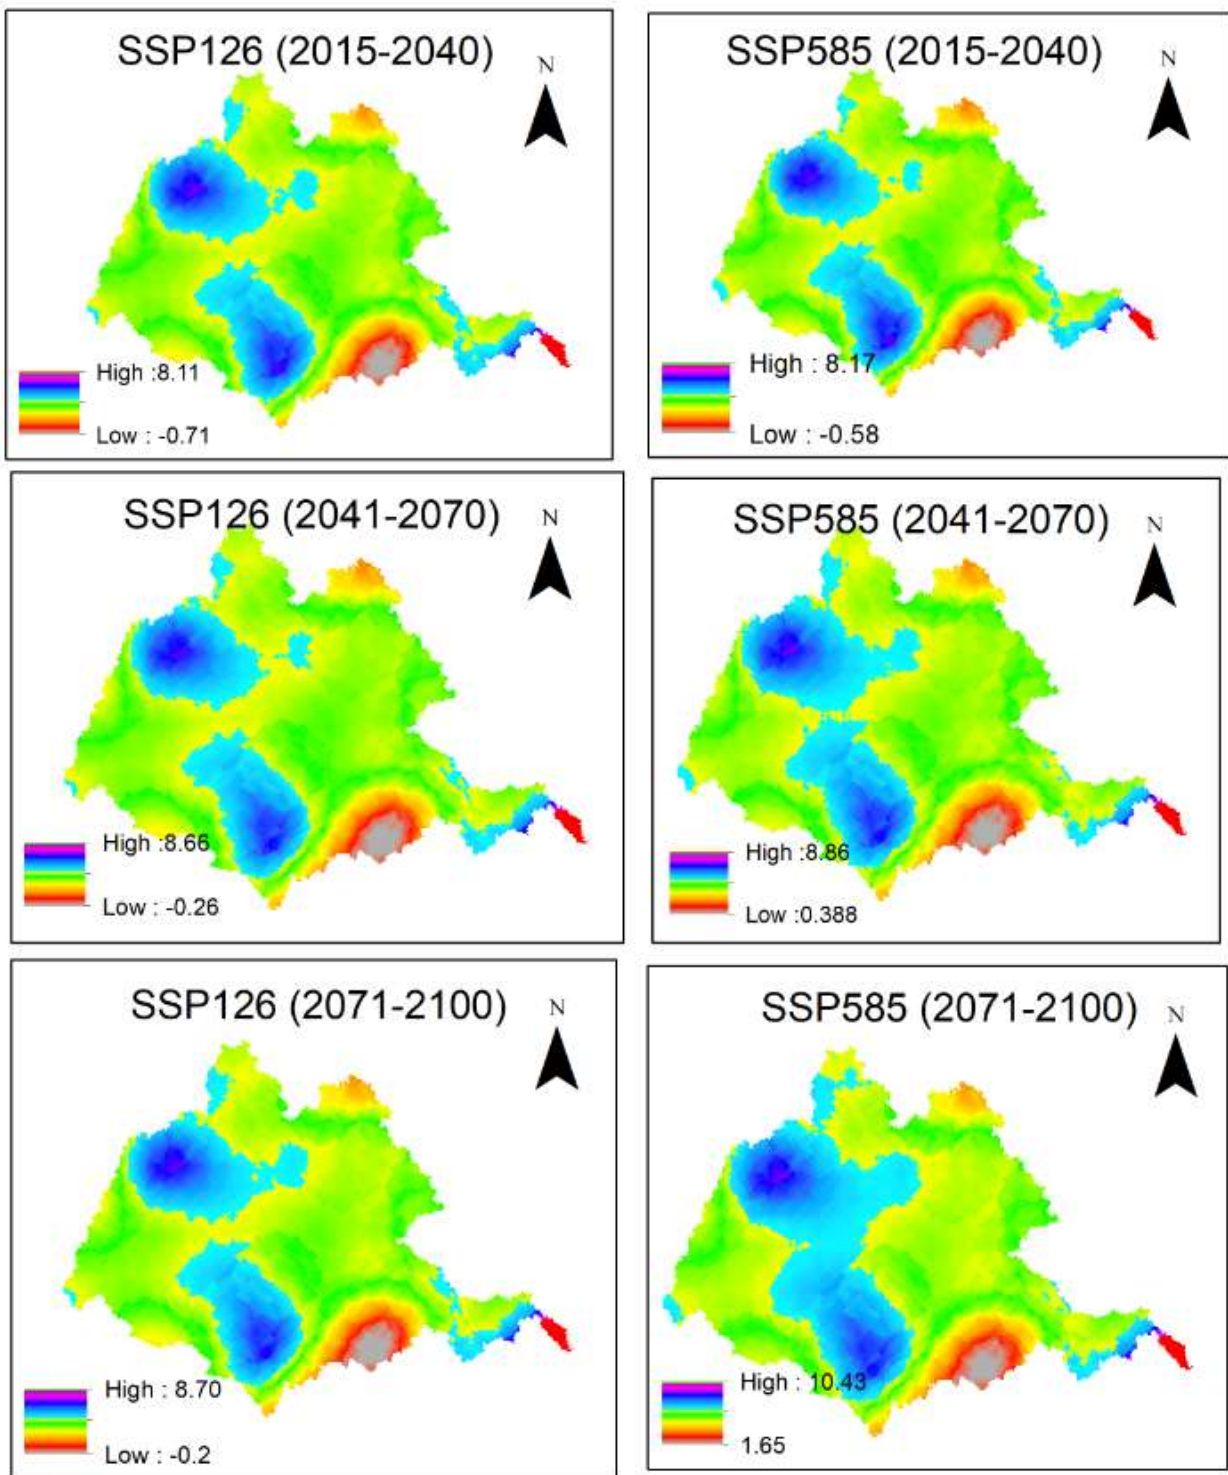 SSP126 (2015-2040)
N
High :8.11
Low : -0.71
SSP585 (2015-2040)
N
High : 8.17
Low : -0.58
SSP126 (2041-2070)
N
High :8.66
Low : -0.26
SSP585 (2041-2070)
N
High :8.86
Low :0.388
SSP126 (2071-2100)
N
High : 8.70
Low : -0.2
SSP585 (2071-2100)
N
High : 10.43
1.65